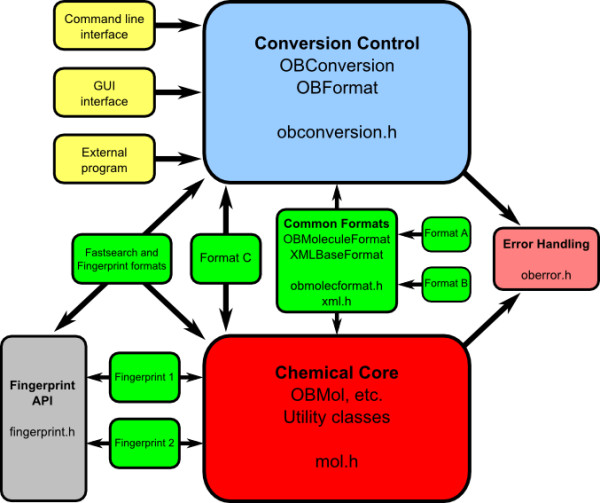 Command line
interface
GUI
interface
External
program
Conversion Control
OBConversion
OBFormat
obconversion.h
Fastsearch and
Fingerprint formats
Format C
Common Formats
OBMoleculeFormat
XMLBaseFormat
obmolecformat.h
xml.h
Format A
Format B
Error Handling
oberror.h
Fingerprint
API
fingerprint.h
Fingerprint 1
Fingerprint 2
Chemical Core
OBMol, etc.
Utility classes
mol.h